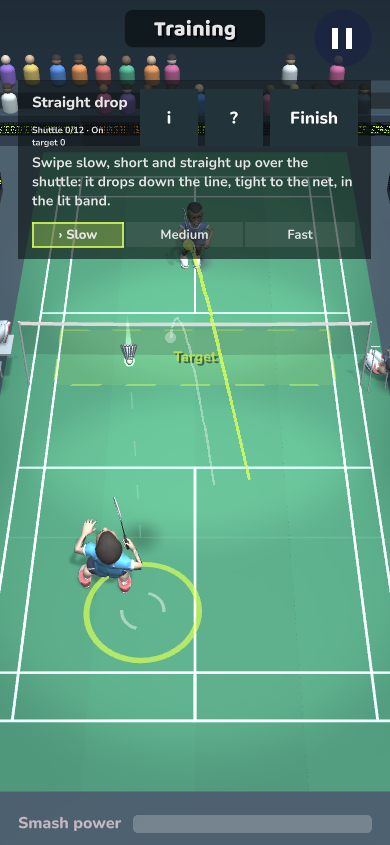 Training
Straight drop
Shuttle 0/12 · On
target 0
i
?
Finish
Swipe slow, short and straight up over the
shuttle: it drops down the line, tight to the net, in
the lit band.
› Slow
Medium
Fast
Target
Smash power